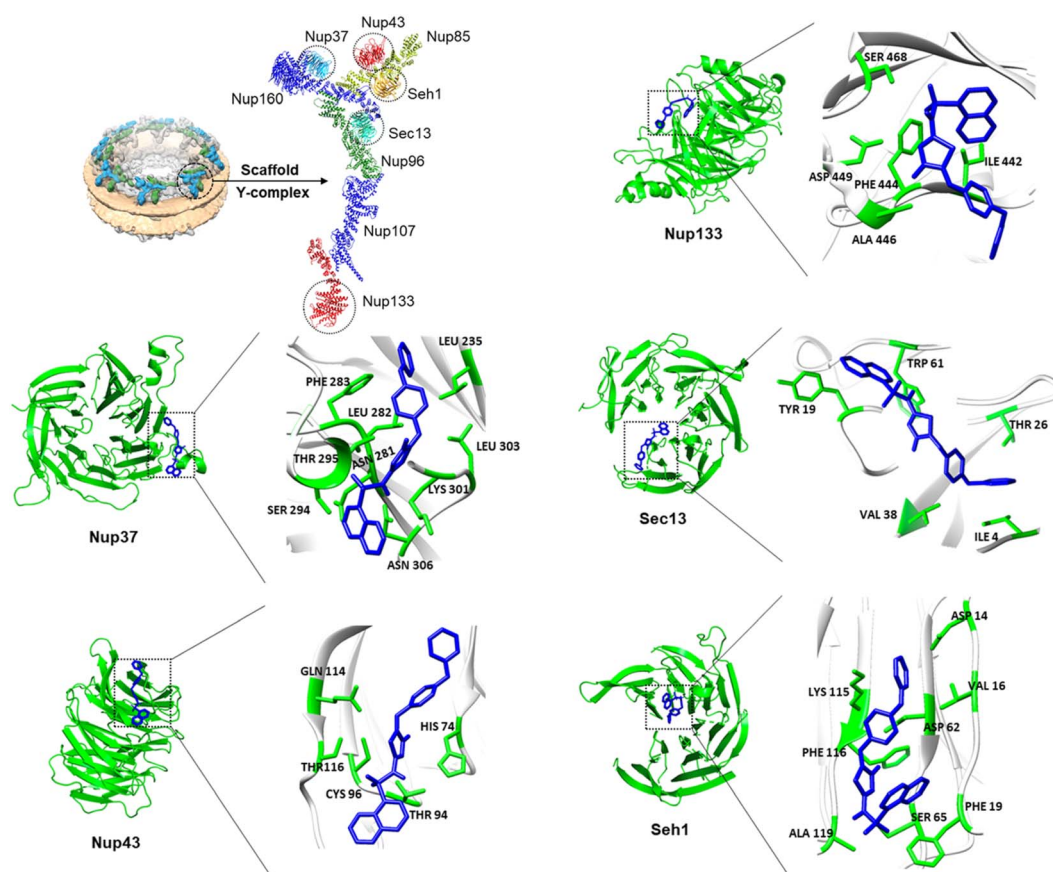 Nup43
Nup37
Nup85
Nup160
Seh1
Sec13
Nup96
Scaffold
Y-complex
Nup107
Nup133
SER 468
ASP 449
PHE 444
ILE 442
ALA 446
Nup133
LEU 235
PHE 283
LEU 282
LEU 303
THR 295
ASN 281
LYS 301
SER 294
ASN 306
Nup37
TRP 61
TYR 19
THR 26
VAL 38
ILE 4
Sec13
GLN 114
HIS 74
THR116
CYS 96
THR 94
Nup43
ASP 14
LYS 115
VAL 16
ASP 62
PHE 116
PHE 19
SER 65
ALA 119
Seh1